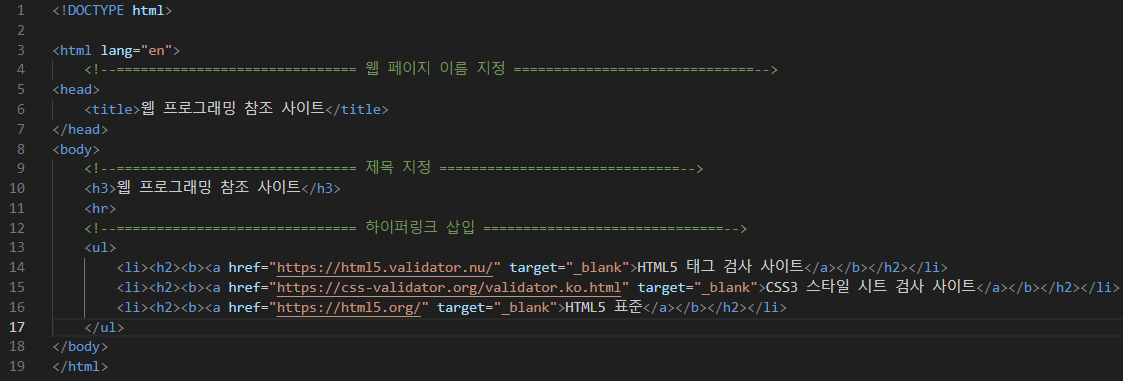 1 <!DOCTYPE html>
2
3 <html lang="en">
4 <!--============================== 웹 페이지 이름 지정 ==============================-->
5 <head>
6 <title>웹 프로그래밍 참조 사이트</title>
7 </head>
8 <body>
9 <!--============================== 제목 지정 ==============================-->
10 <h3>웹 프로그래밍 참조 사이트</h3>
11 <hr>
12 <!--============================== 하이퍼링크 삽입 ==============================-->
13 <ul>
14 <li><h2><b><a href="https://html5.validator.nu/" target="_blank">HTML5 태그 검사 사이트</a></b></h2></li>
15 <li><h2><b><a href="https://css-validator.org/validator.ko.html" target="_blank">CSS3 스타일 시트 검사 사이트</a></b></h2></li>
16 <li><h2><b><a href="https://html5.org/" target="_blank">HTML5 표준</a></b></h2></li>
17 </ul>
18 </body>
19 </html>